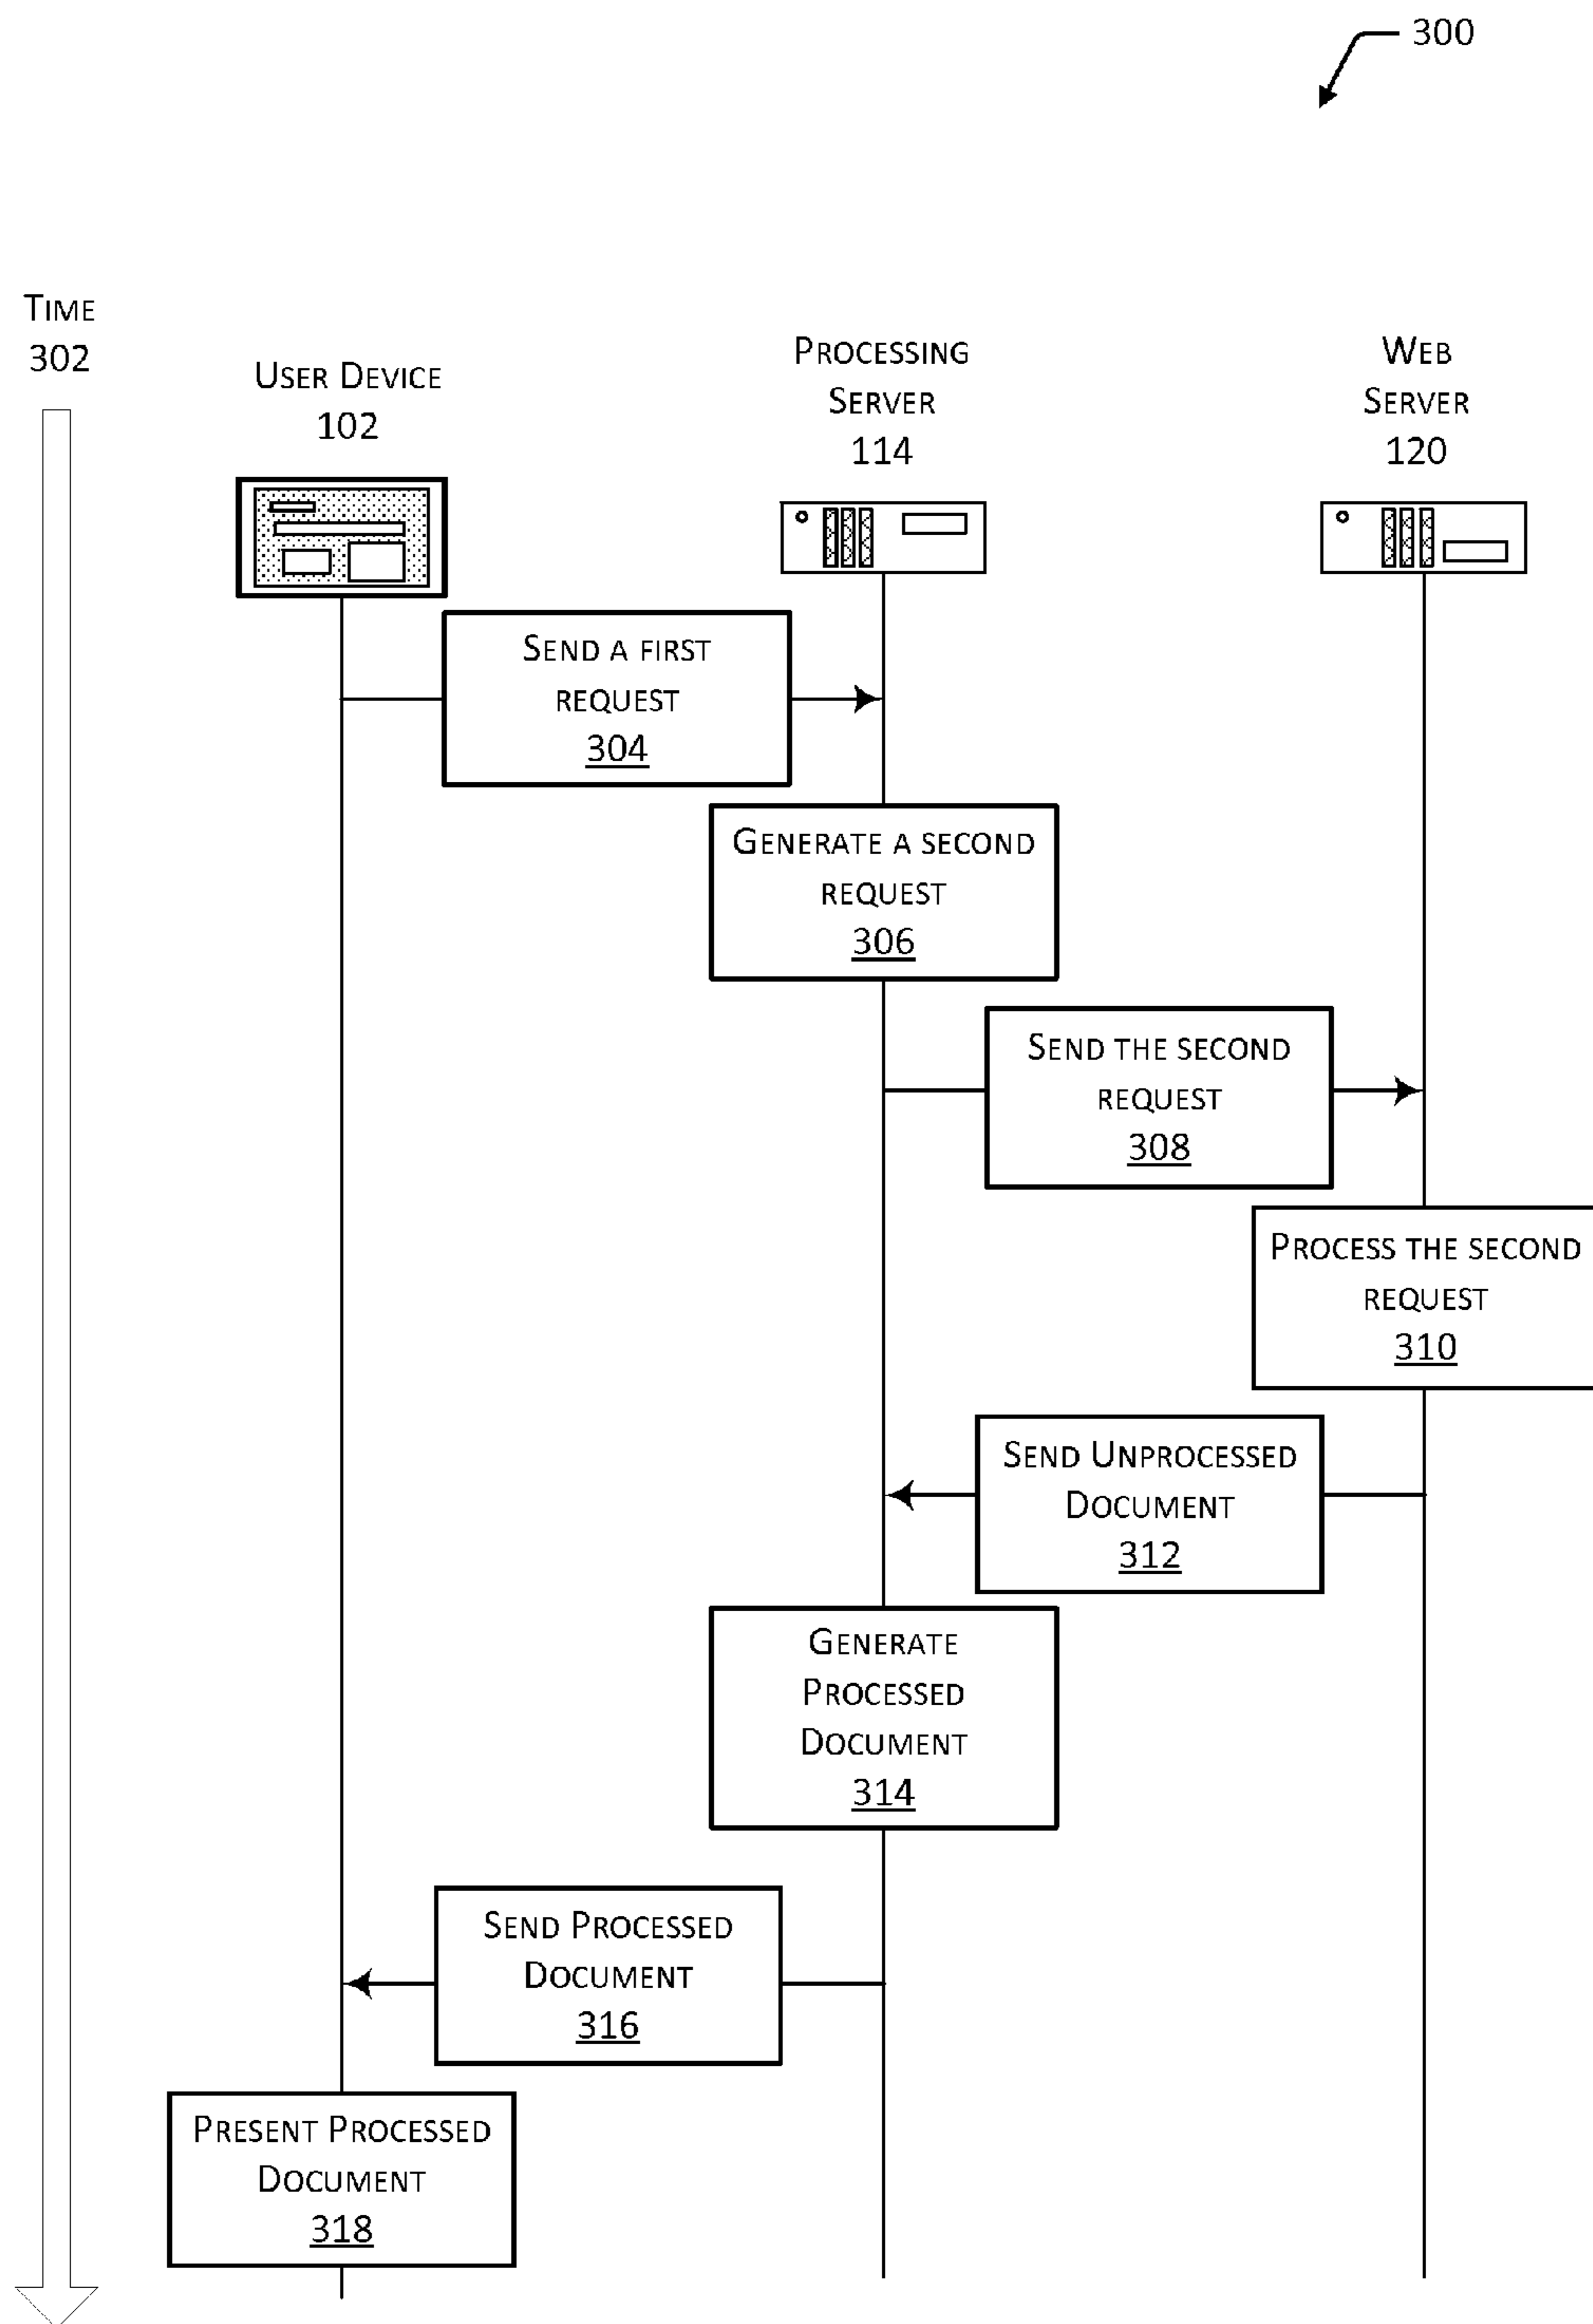 300
TIME
302
USER DEVICE
102
PROCESSING
SERVER
114
WEB
SERVER
120
SEND A FIRST
REQUEST
304
GENERATE A SECOND
REQUEST
306
SEND THE SECOND
REQUEST
308
PROCESS THE SECOND
REQUEST
310
SEND UNPROCESSED
DOCUMENT
312
GENERATE
PROCESSED
DOCUMENT
314
SEND PROCESSED
DOCUMENT
316
PRESENT PROCESSED
DOCUMENT
318